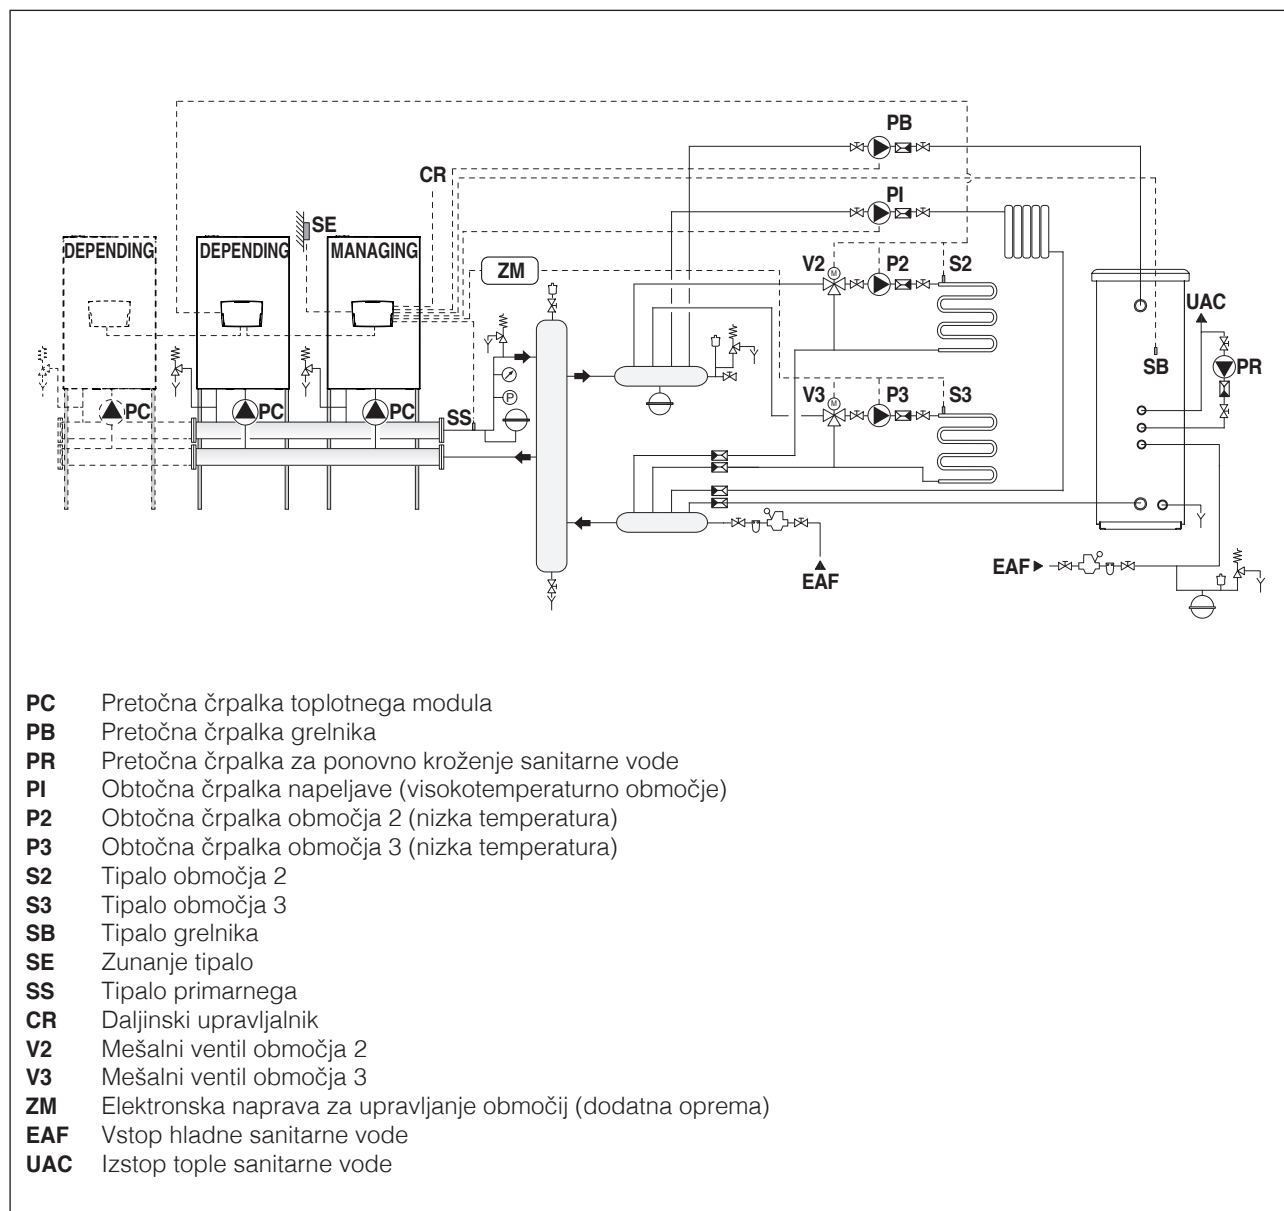 PB
CR
PI
SE
DEPENDING DEPENDING MANAGING
ZM
V2 M P2 S2
UAC
SB PR
V3 M P3 S3
PC PC PC SS P
EAF
EAF
PC Pretočna črpalka toplotnega modula
PB Pretočna črpalka grelnika
PR Pretočna črpalka za ponovno kroženje sanitarne vode
PI Obtočna črpalka napeljave (visokotemperaturno območje)
P2 Obtočna črpalka območja 2 (nizka temperatura)
P3 Obtočna črpalka območja 3 (nizka temperatura)
S2 Tipalo območja 2
S3 Tipalo območja 3
SB Tipalo grelnika
SE Zunanje tipalo
SS Tipalo primarnega
CR Daljinski upravljalnik
V2 Mešalni ventil območja 2
V3 Mešalni ventil območja 3
ZM Elektronska naprava za upravljanje območij (dodatna oprema)
EAF Vstop hladne sanitarne vode
UAC Izstop tople sanitarne vode